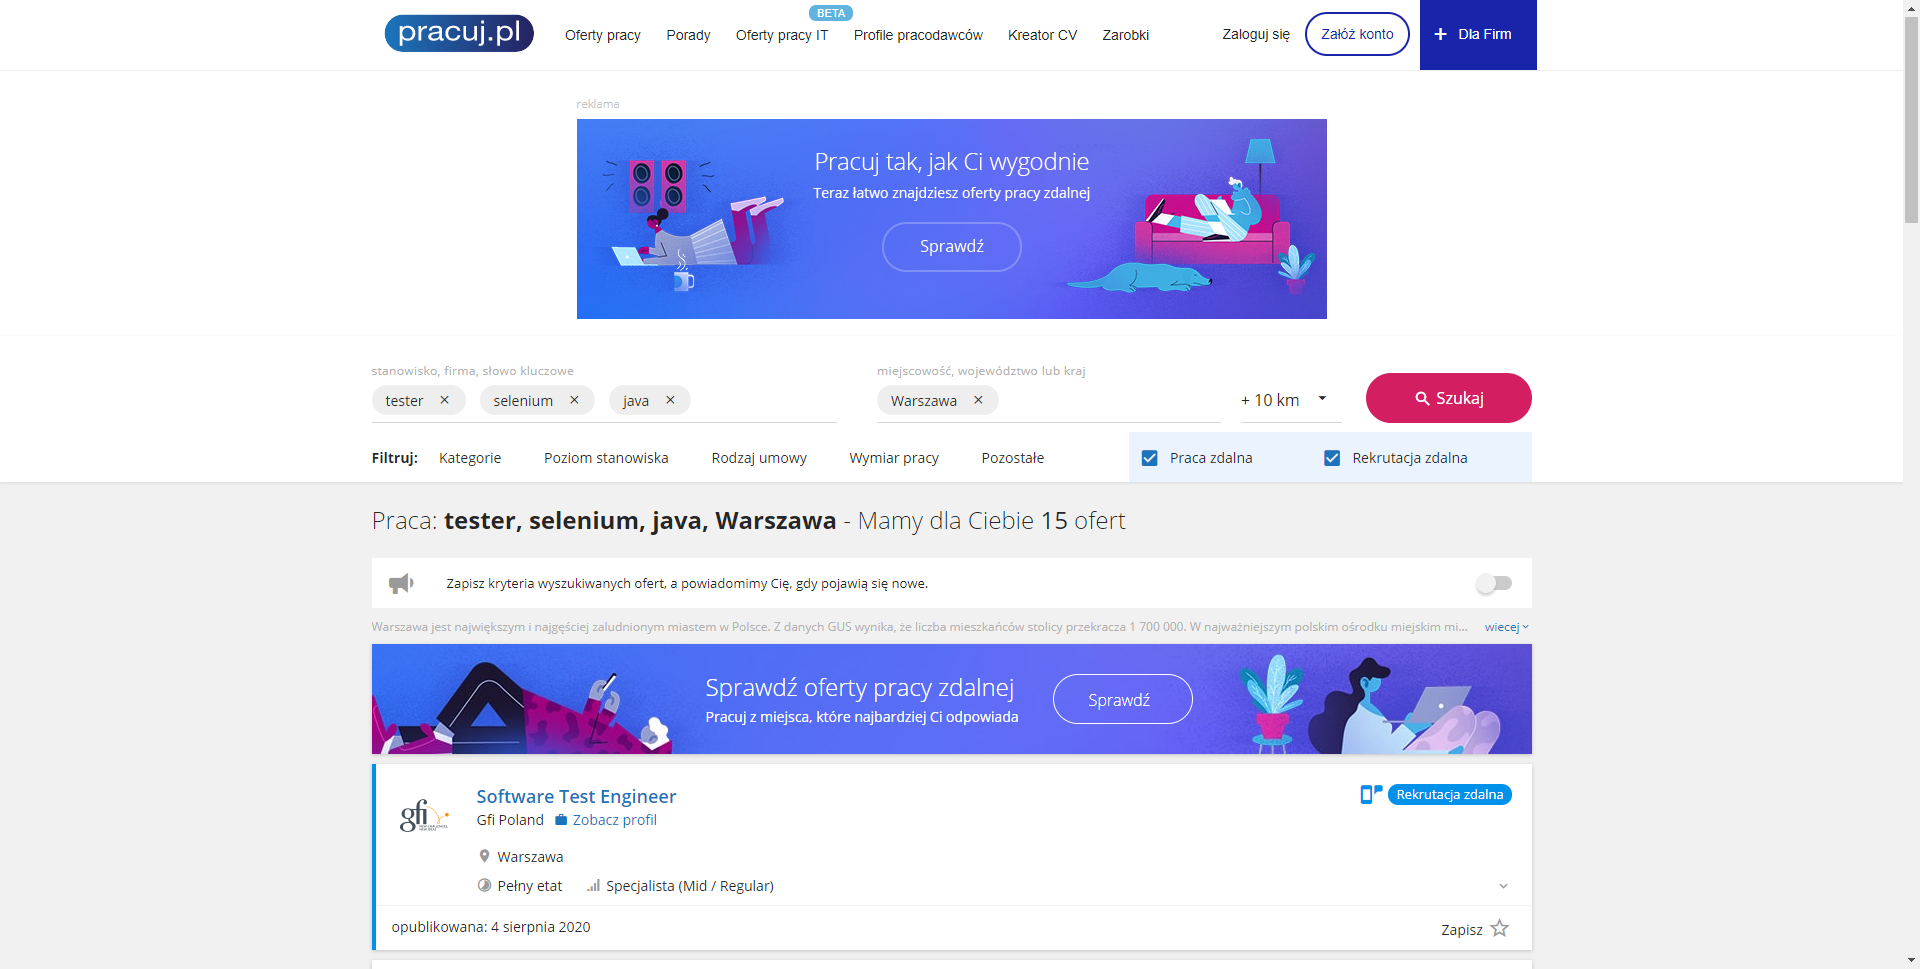 pracuj.pl
Oferty pracy
Porady
BETA
Oferty pracy IT
Profile pracodawców
Kreator CV
Zarobki
Zaloguj się
Załóż konto
+ Dla Firm
reklama
Pracuj tak, jak Ci wygodnie
Teraz łatwo znajdziesz oferty pracy zdalnej
Sprawdź
stanowisko, firma, słowo kluczowe
miejscowość, województwo lub kraj
tester × selenium × java ×
Warszawa ×
+ 10 km
Szukaj
Filtruj: Kategorie Poziom stanowiska Rodzaj umowy Wymiar pracy Pozostałe
Praca zdalna
Rekrutacja zdalna
Praca: tester, selenium, java, Warszawa - Mamy dla Ciebie 15 ofert
Zapisz kryteria wyszukiwanych ofert, a powiadomimy Cię, gdy pojawią się nowe.
Warszawa jest największym i najgęściej zaludnionym miastem w Polsce. Z danych GUS wynika, że liczba mieszkańców stolicy przekracza 1 700 000. W najważniejszym polskim ośrodku miejskim mi... więcej
Sprawdź oferty pracy zdalnej
Pracuj z miejsca, które najbardziej Ci odpowiada
Sprawdź
gfi
Software Test Engineer
Rekrutacja zdalna
Gfi Poland Zobacz profil
Warszawa
Pełny etat Specjalista (Mid / Regular)
opublikowana: 4 sierpnia 2020
Zapisz